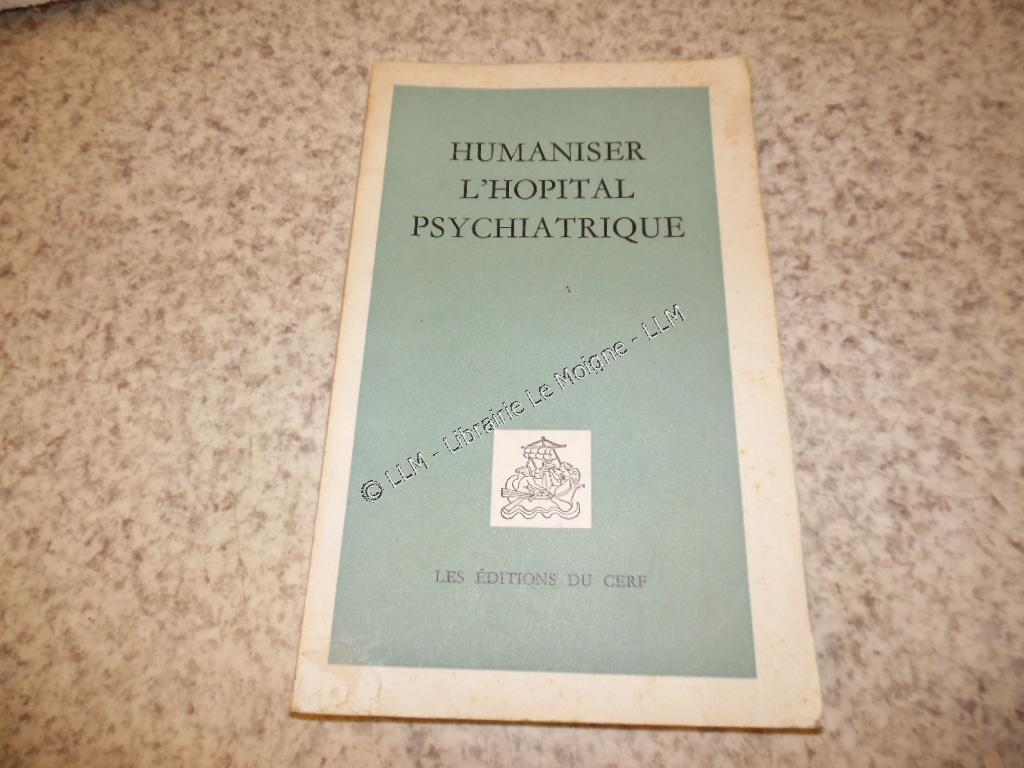 HUMANISER
L'HOPITAL
PSYCHIATRIQUE
© LLM - Librairie Le Moigne - LLM
LES ÉDITIONS DU CERF